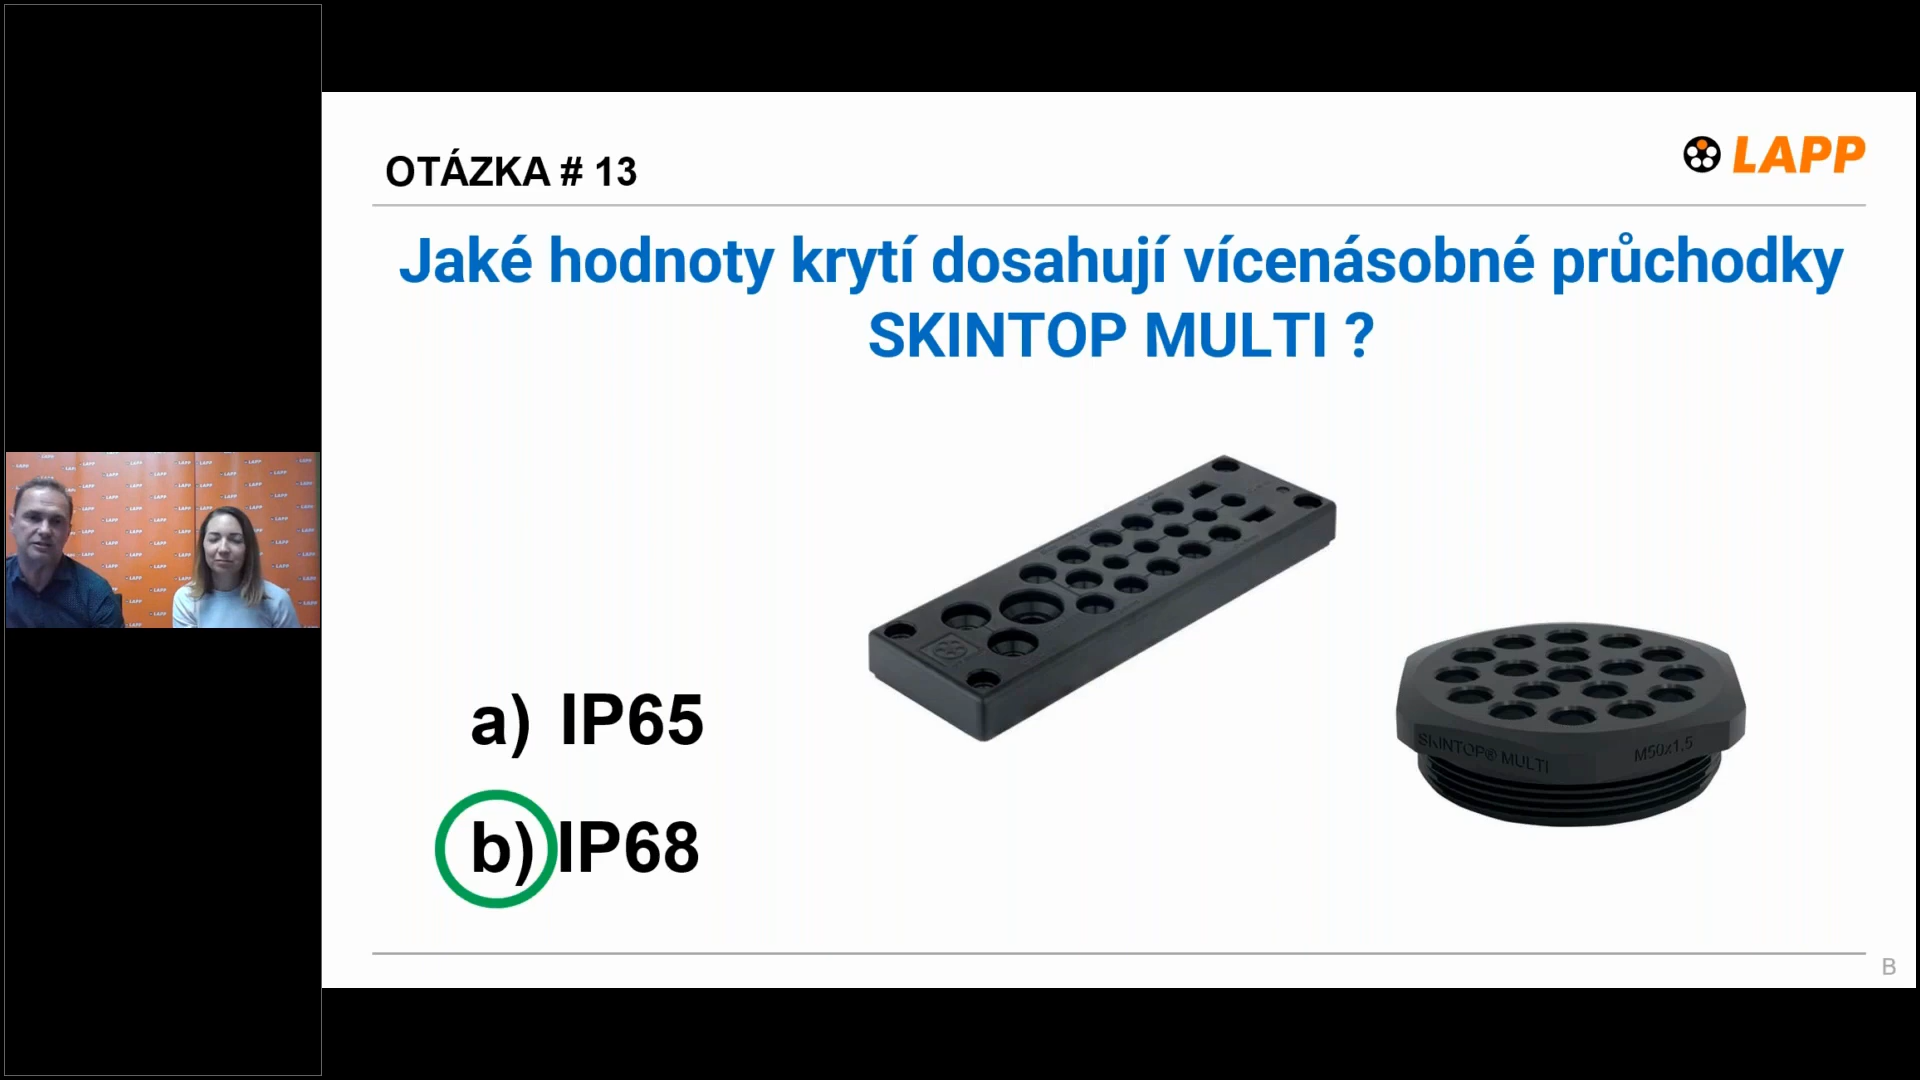 OTÁZKA # 13
LAPP
Jaké hodnoty krytí dosahují vícenásobné průchodky
SKINTOP MULTI ?
a) IP65
b) IP68
SKINTOP® MULTI
M50x1.5
B